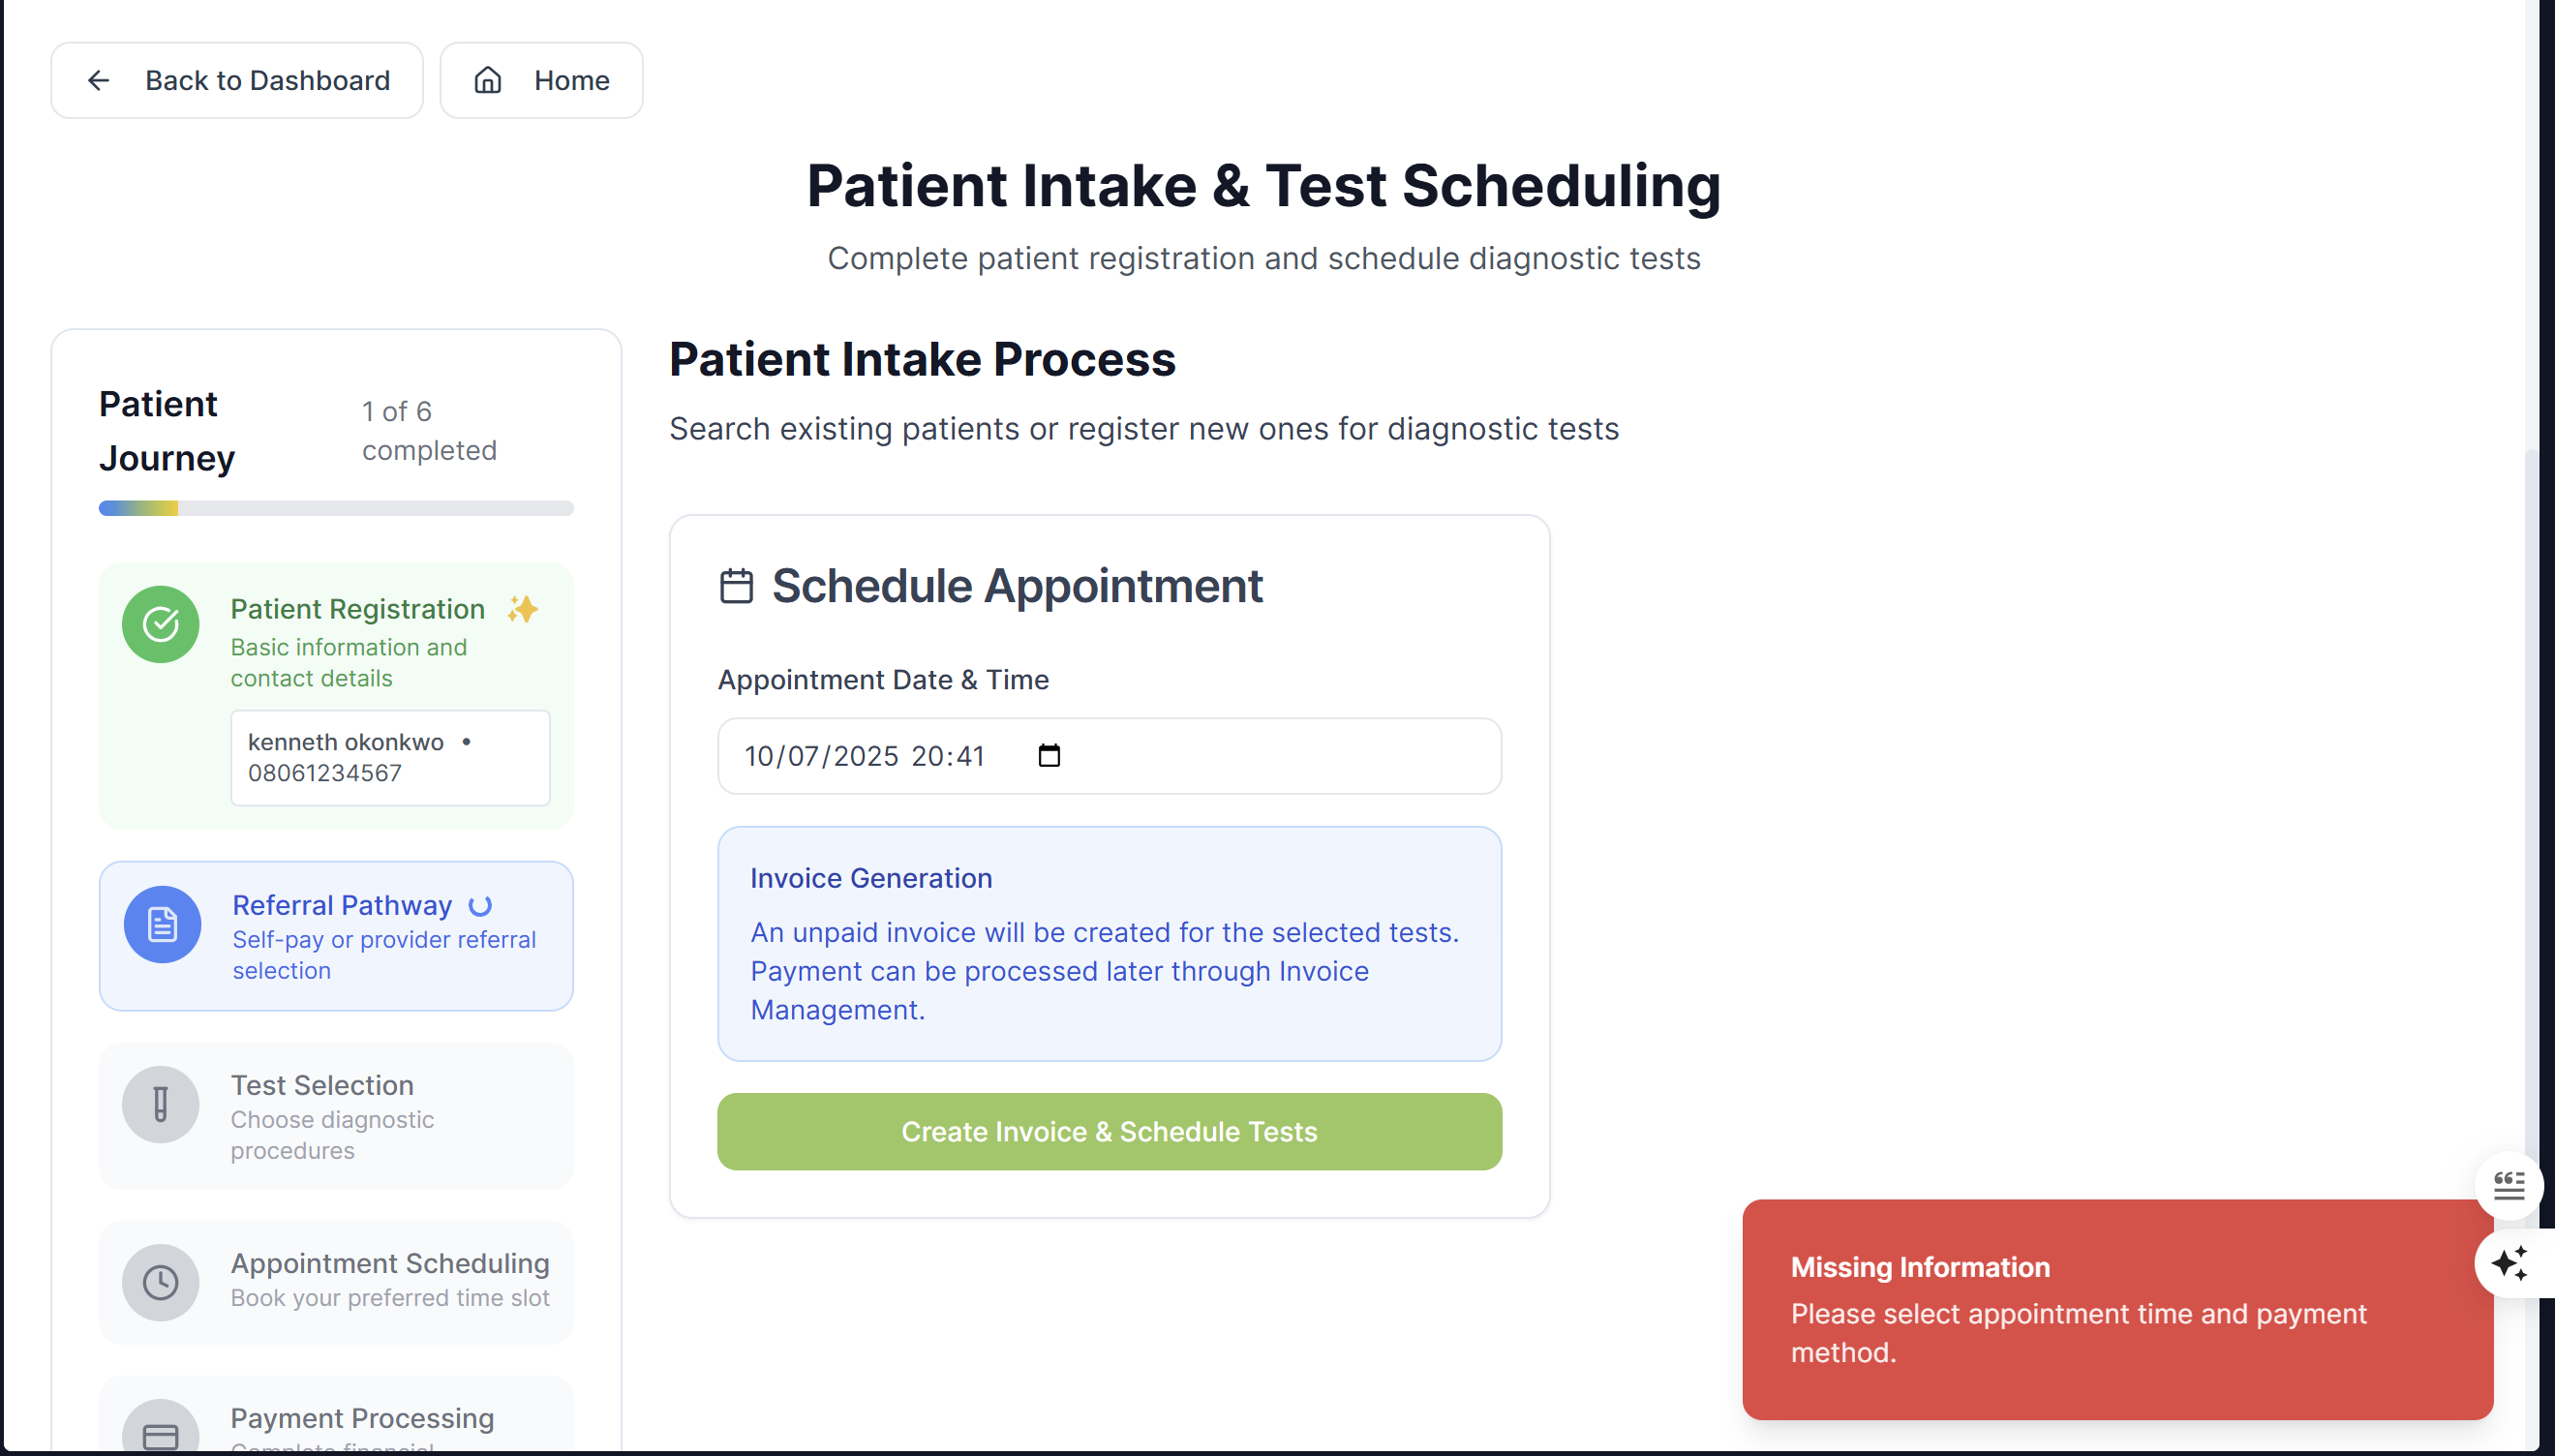 Back to Dashboard
Home
Patient Intake & Test Scheduling
Complete patient registration and schedule diagnostic tests
Patient
Journey
1 of 6
completed
Patient Registration
Basic information and
contact details
kenneth okonkwo •
08061234567
Referral Pathway
Self-pay or provider referral
selection
Test Selection
Choose diagnostic
procedures
Appointment Scheduling
Book your preferred time slot
Payment Processing
Complete financial
Patient Intake Process
Search existing patients or register new ones for diagnostic tests
Schedule Appointment
Appointment Date & Time
10/07/2025 20:41
Invoice Generation
An unpaid invoice will be created for the selected tests.
Payment can be processed later through Invoice
Management.
Create Invoice & Schedule Tests
Missing Information
Please select appointment time and payment
method.